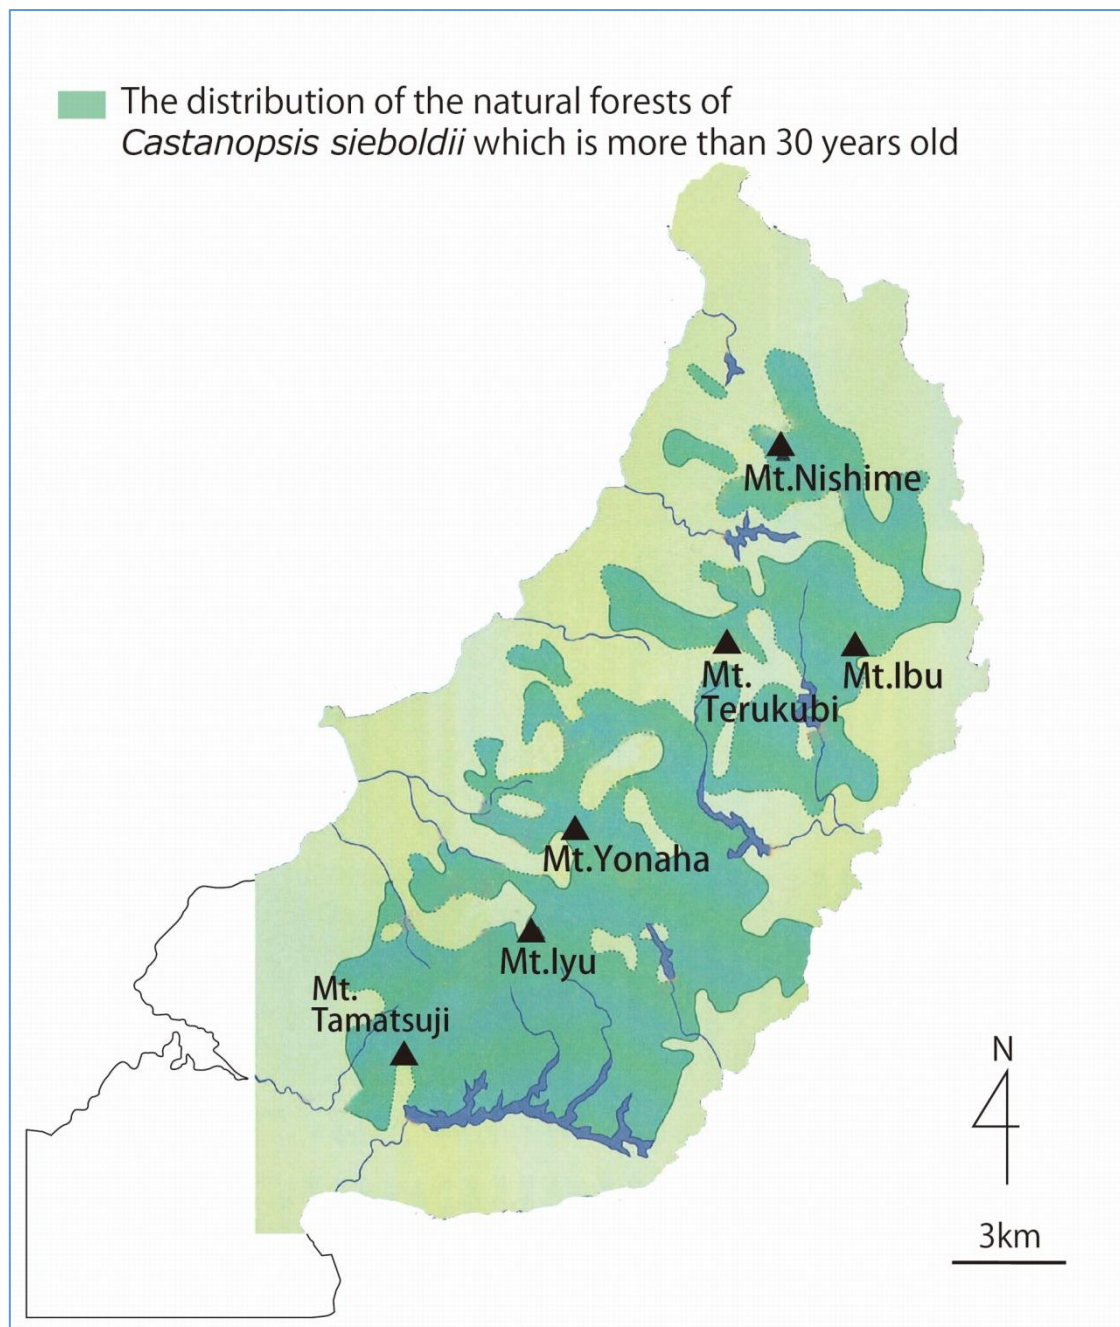 The distribution of the natural forests of
Castanopsis sieboldii which is more than 30 years old
Mt.Nishime
Mt.
Terukubi
Mt.Ibu
Mt.Yonaha
Mt.Iyu
Mt.
Tamatsuji
N
3km